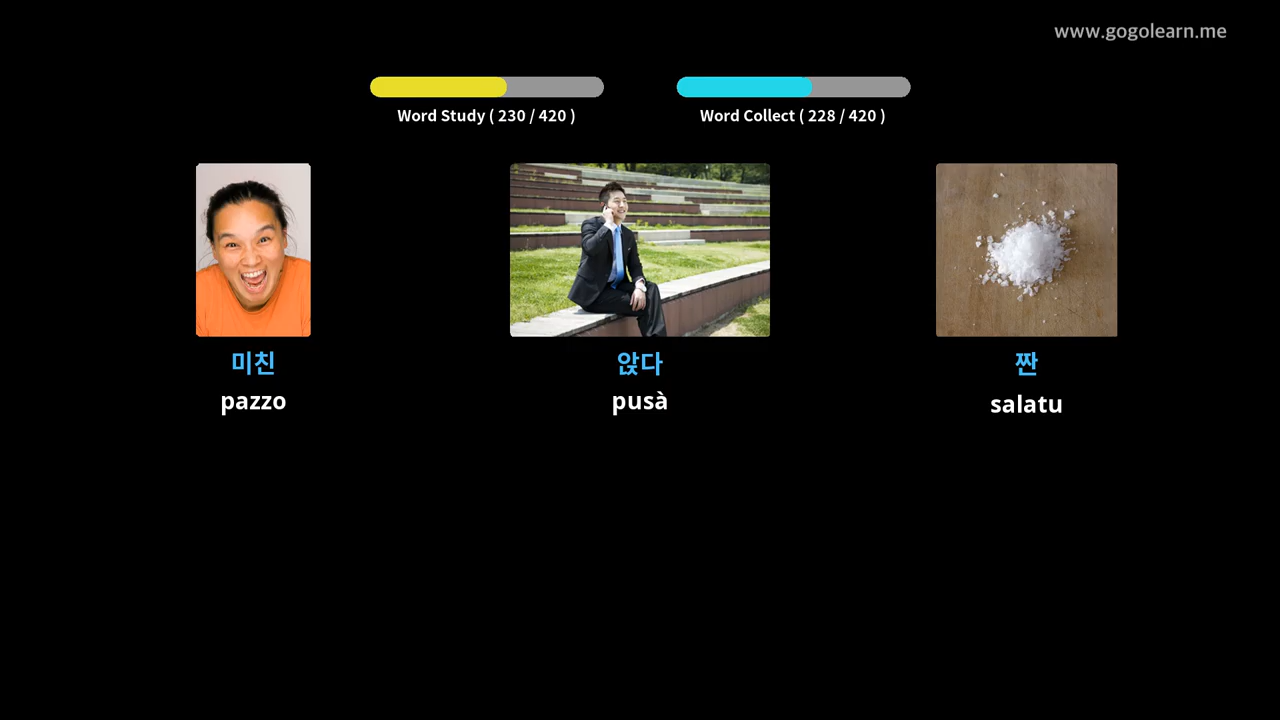 www.gogolearn.me
Word Study ( 230 / 420 )
Word Collect ( 228 / 420 )
미친
앉다
짠
pazzo
pusà
salatu